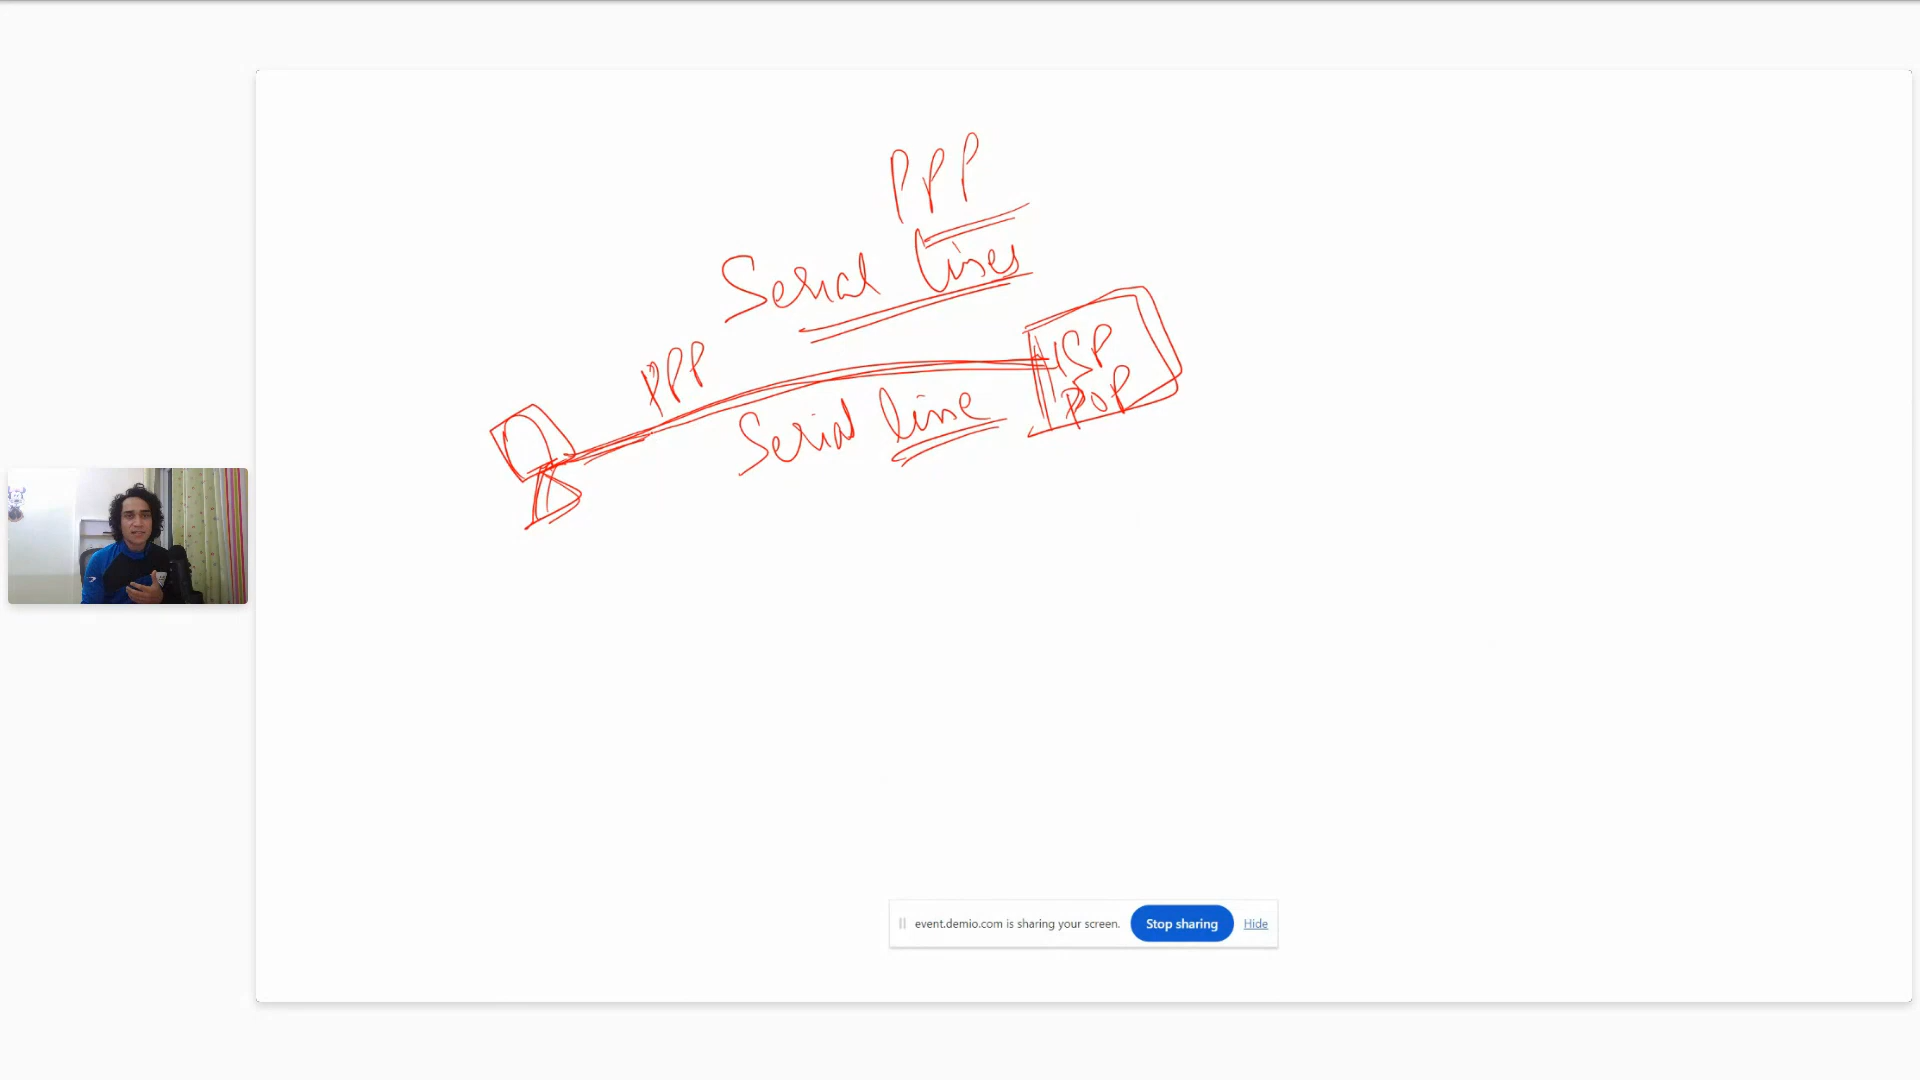 PPP
Serial lines
PPP
Serial line
ISP
POP
event.demio.com is sharing your screen.
Stop sharing
Hide